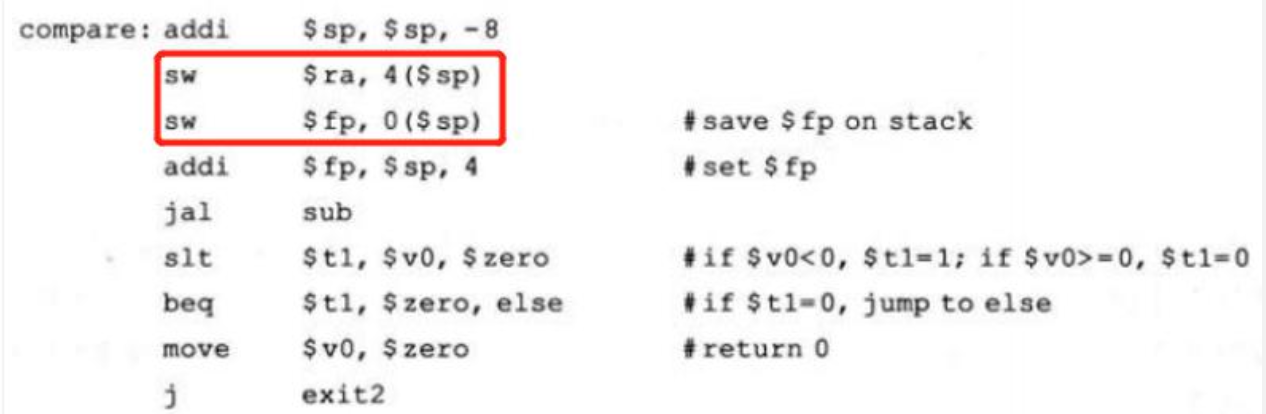 compare: addi $sp, $sp, -8
sw $ra, 4($sp)
sw $fp, 0($sp) #save $fp on stack
addi $fp, $sp, 4 #set $fp
jal sub
slt $t1, $v0, $zero #if $v0<0, $t1=1; if $v0>=0, $t1=0
beq $t1, $zero, else #if $t1=0, jump to else
move $v0, $zero #return 0
j exit2